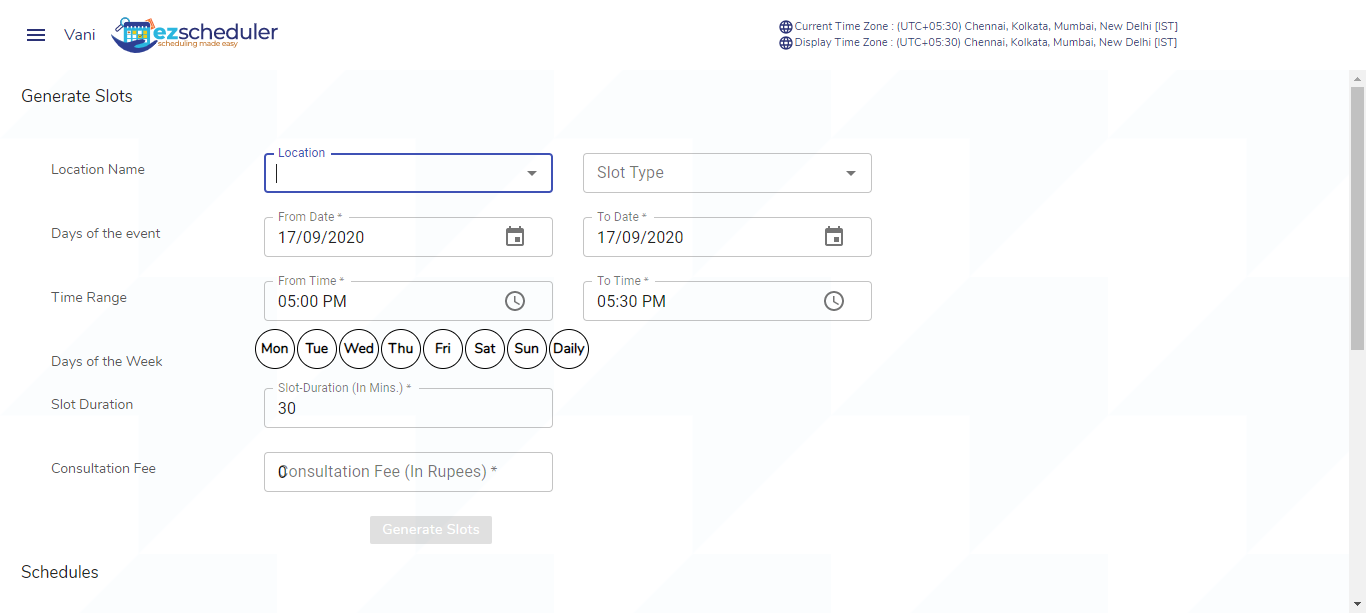 Vani
ezscheduler
scheduling made easy
Current Time Zone : (UTC+05:30) Chennai, Kolkata, Mumbai, New Delhi [IST]
Display Time Zone : (UTC+05:30) Chennai, Kolkata, Mumbai, New Delhi [IST]
Generate Slots
Location Name
Location
Slot Type
Days of the event
From Date *
17/09/2020
To Date *
17/09/2020
Time Range
From Time *
05:00 PM
To Time *
05:30 PM
Days of the Week
Mon Tue Wed Thu Fri Sat Sun Daily
Slot Duration
Slot-Duration (In Mins.) *
30
Consultation Fee
0
Consultation Fee (In Rupees) *
Generate Slots
Schedules